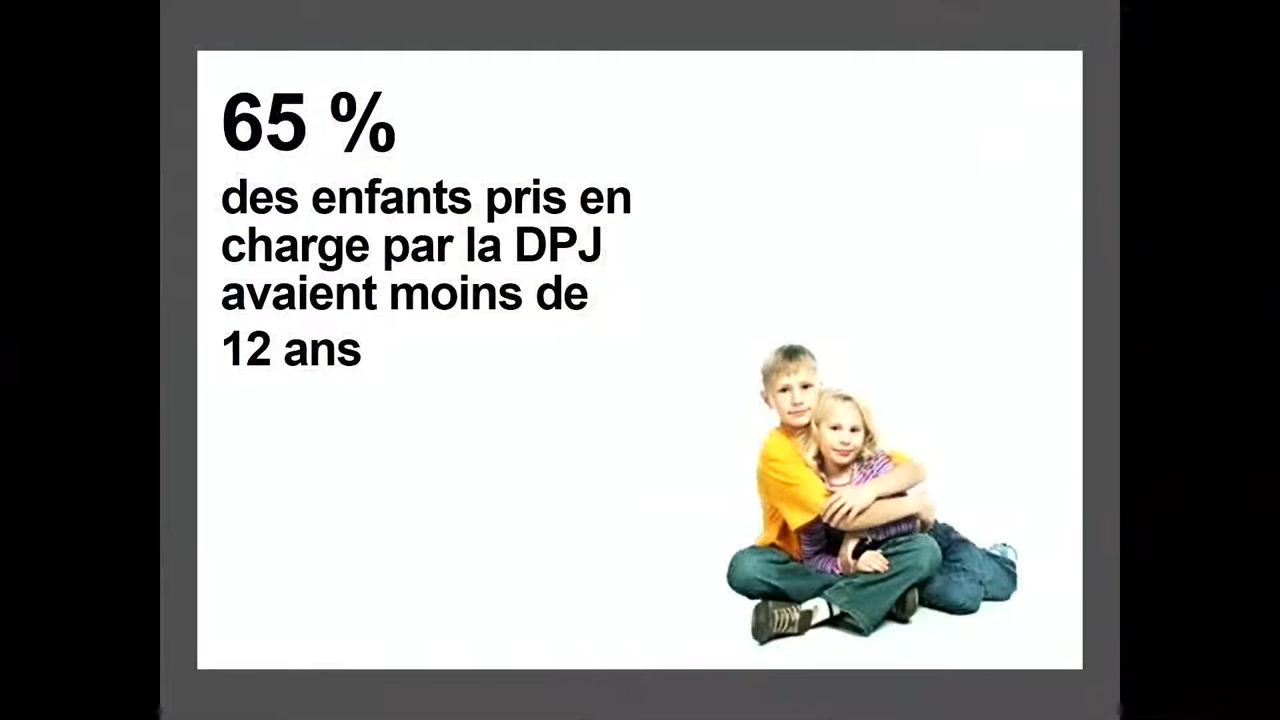 65 %
des enfants pris en
charge par la DPJ
avaient moins de
12 ans